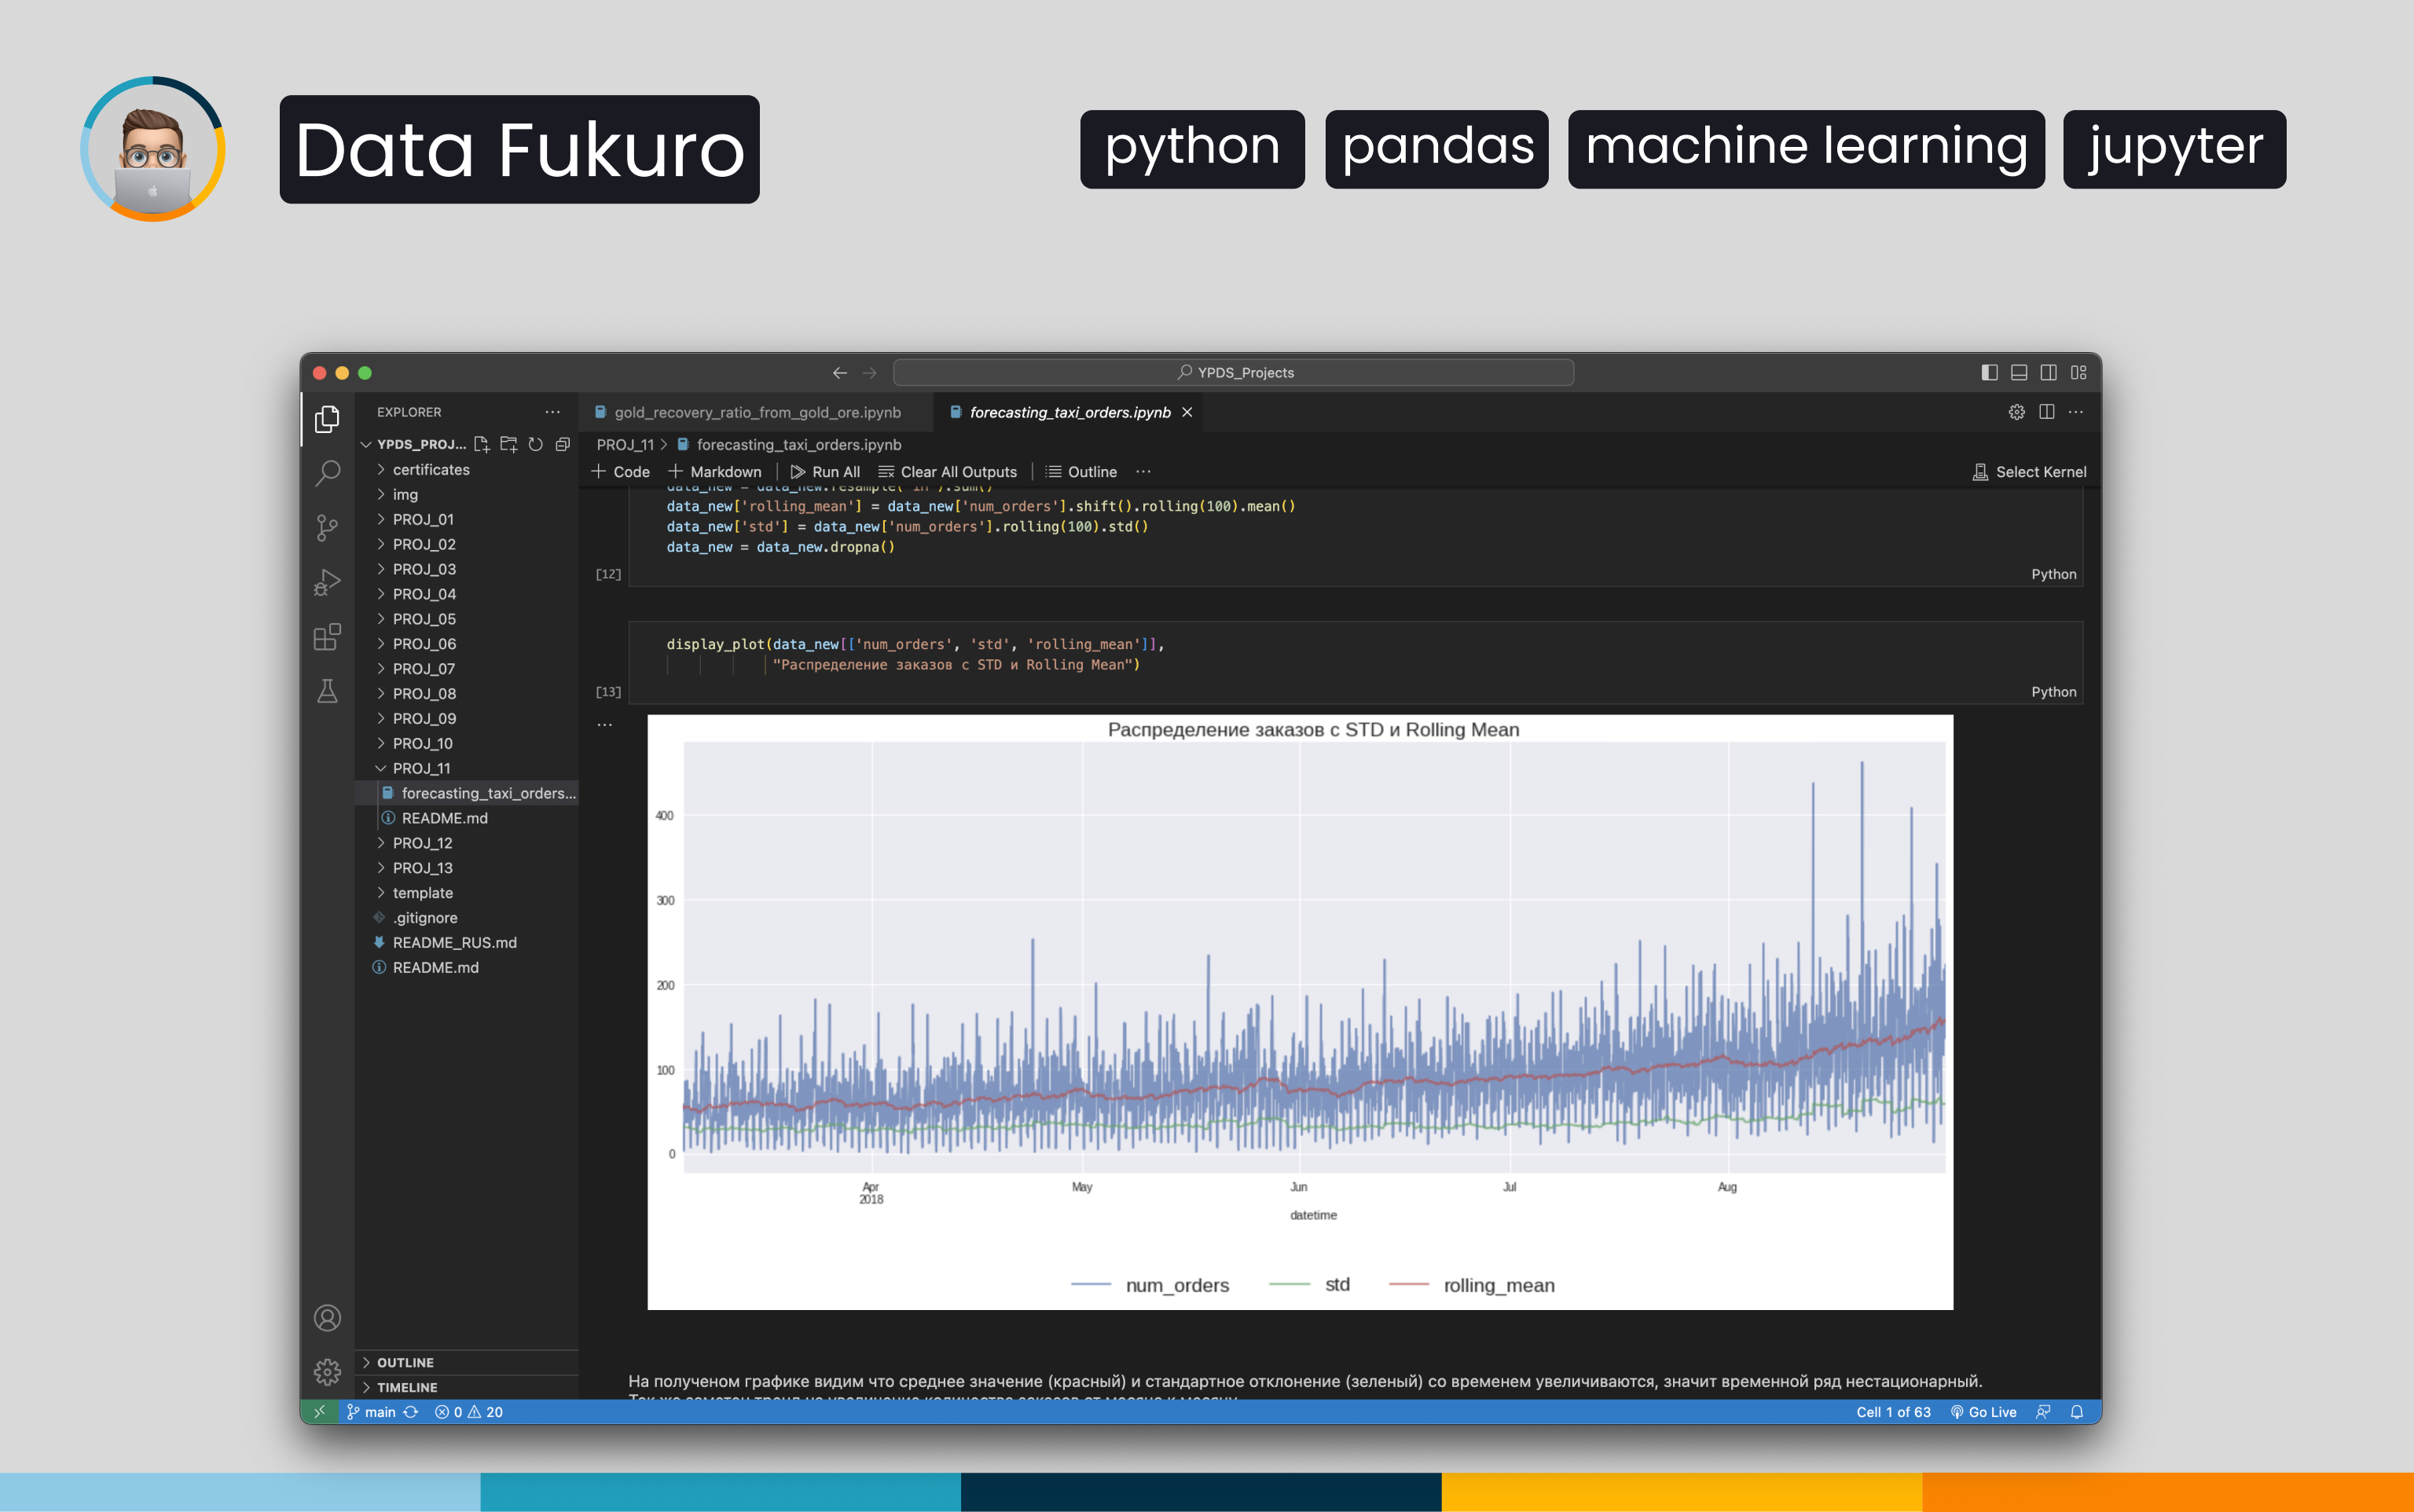 Data Fukuro
python pandas machine learning jupyter
YPDS_Projects
EXPLORER
YPDS_PROJ...
certificates
img
PROJ_01
PROJ_02
PROJ_03
PROJ_04
PROJ_05
PROJ_06
PROJ_07
PROJ_08
PROJ_09
PROJ_10
PROJ_11
forecasting_taxi_orders...
README.md
PROJ_12
PROJ_13
template
.gitignore
README_RUS.md
README.md
OUTLINE
TIMELINE
gold_recovery_ratio_from_gold_ore.ipynb forecasting_taxi_orders.ipynb
PROJ_11 > forecasting_taxi_orders.ipynb
Code Markdown Run All Clear All Outputs Outline ... Select Kernel
data_new['rolling_mean'] = data_new['num_orders'].shift().rolling(100).mean()
data_new['std'] = data_new['num_orders'].rolling(100).std()
data_new = data_new.dropna()
[12] Python
display_plot(data_new[['num_orders', 'std', 'rolling_mean']],
"Распределение заказов с STD и Rolling Mean")
[13] Python
Распределение заказов с STD и Rolling Mean
400
300
200
100
0
Apr May Jun Jul Aug
2018
datetime
num_orders std rolling_mean
На полученом графике видим что среднее значение (красный) и стандартное отклонение (зеленый) со временем увеличиваются, значит временной ряд нестационарный.
main 0 20 Cell 1 of 63 Go Live